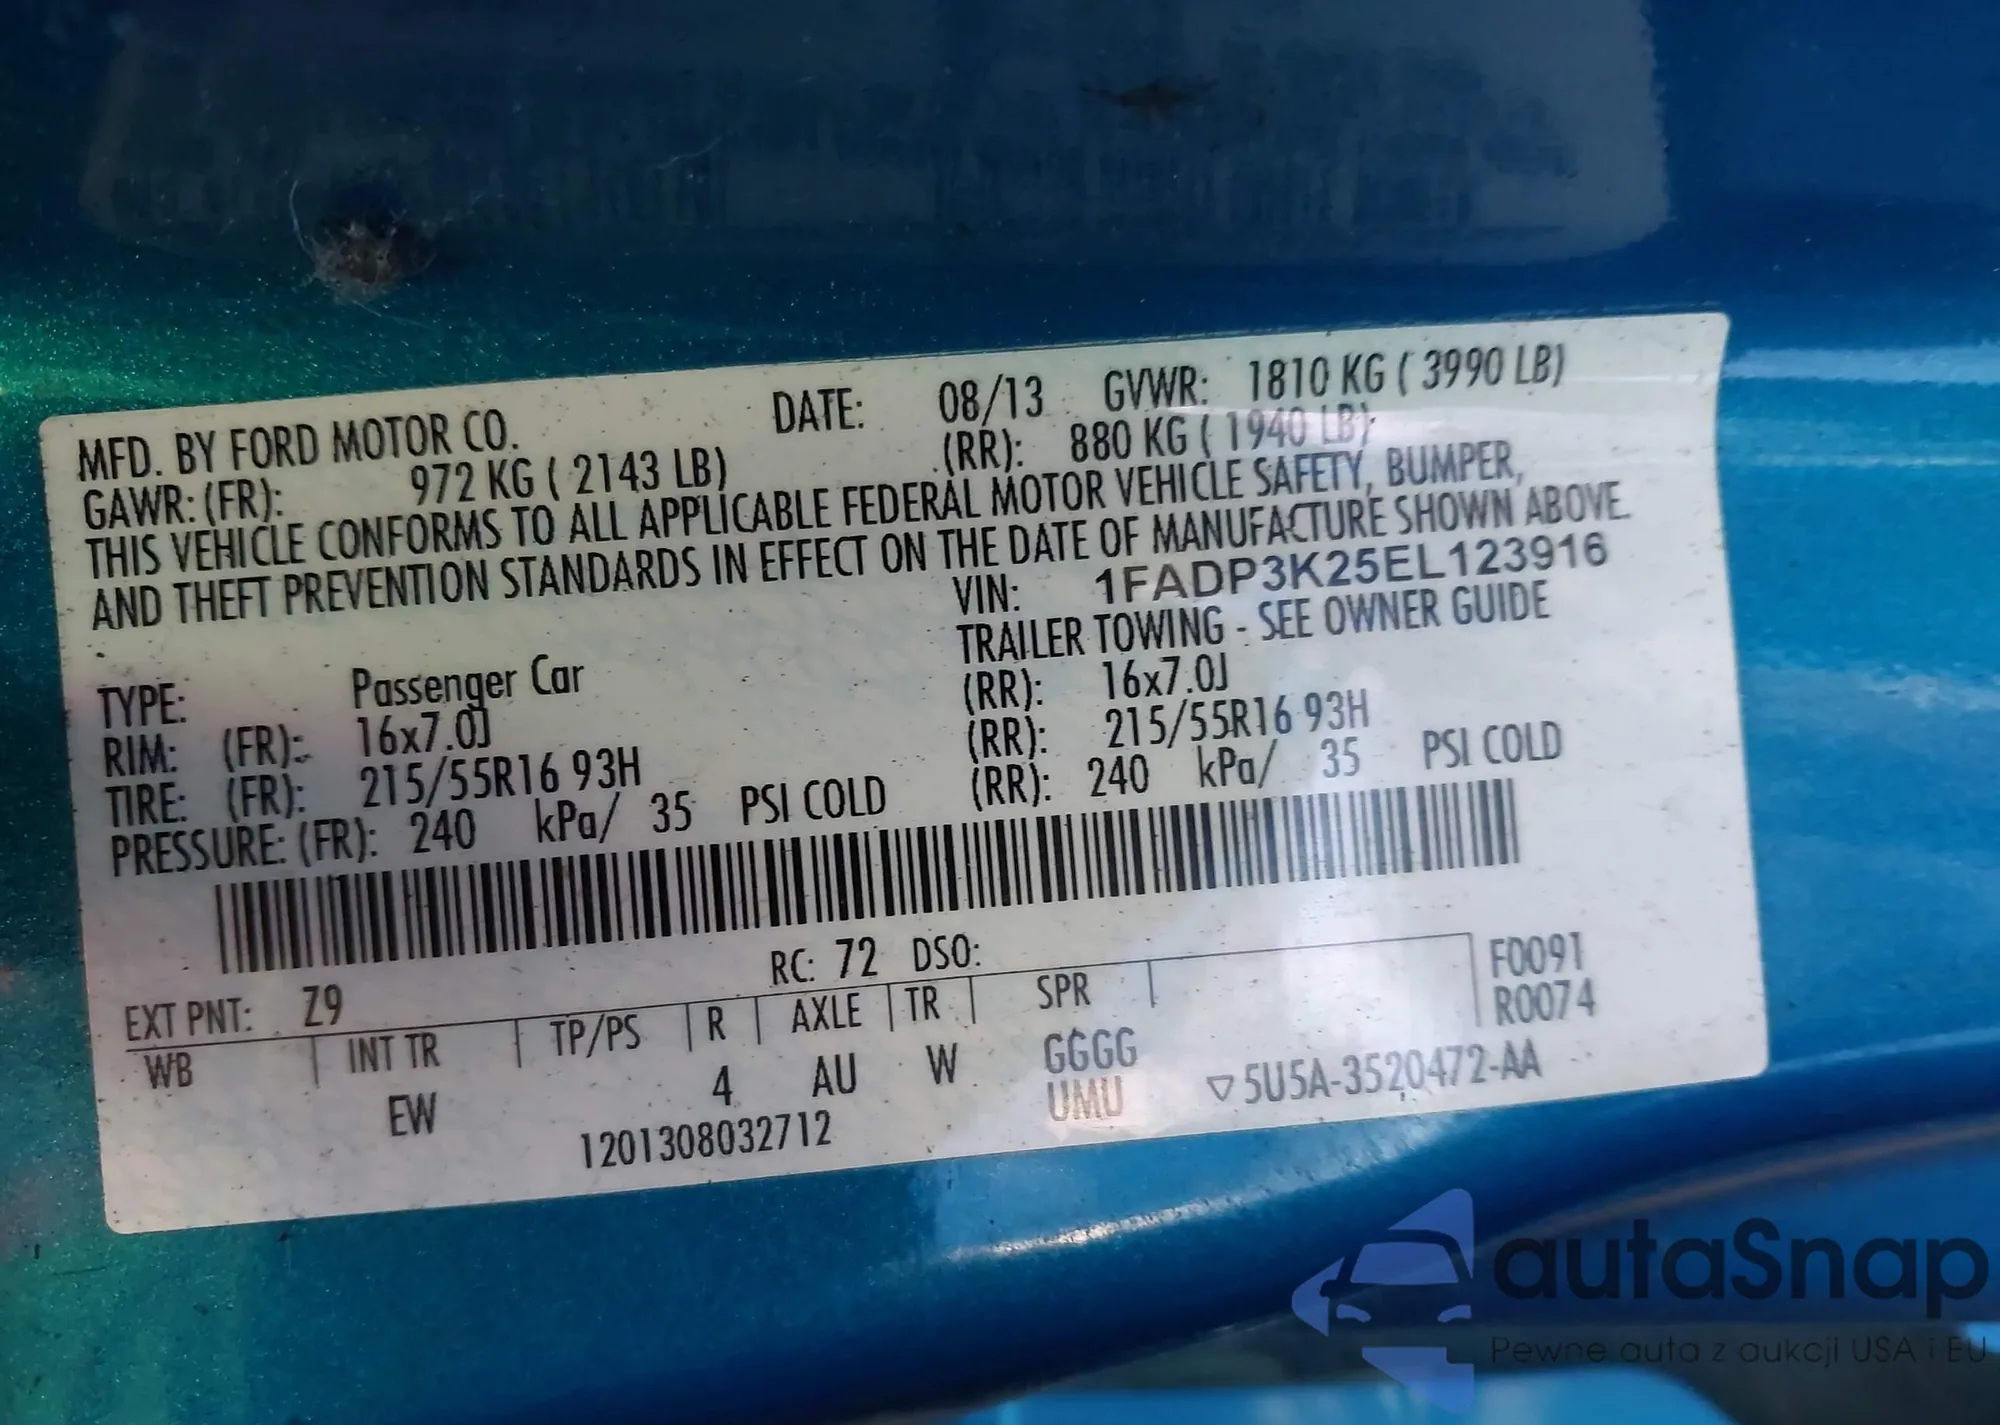 MFD. BY FORD MOTOR CO. DATE: 08/13 GVWR: 1810 KG ( 3990 LB)
GAWR: (FR): 972 KG ( 2143 LB) (RR): 880 KG ( 1940 LB)
THIS VEHICLE CONFORMS TO ALL APPLICABLE FEDERAL MOTOR VEHICLE SAFETY, BUMPER,
AND THEFT PREVENTION STANDARDS IN EFFECT ON THE DATE OF MANUFACTURE SHOWN ABOVE.
VIN: 1FADP3K25EL123916
TRAILER TOWING - SEE OWNER GUIDE
TYPE: Passenger Car
RIM: (FR): 16x7.0J (RR): 16x7.0J
TIRE: (FR): 215/55R16 93H (RR): 215/55R16 93H
PRESSURE: (FR): 240 kPa/ 35 PSI COLD (RR): 240 kPa/ 35 PSI COLD
EXT PNT: Z9 RC: 72 DSO: F0091
WB INT TR TP/PS R AXLE TR SPR R0074
EW 4 AU W GGGG
UMU ▽5U5A-3520472-AA
1201308032712
autaSnap
Pewne auta z aukcji USA i EU